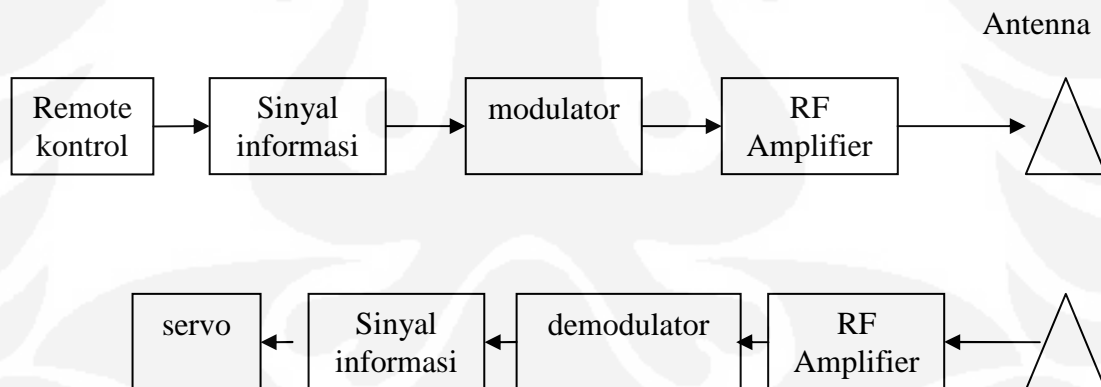 Antenna
Remote
kontrol
Sinyal
informasi
modulator
RF
Amplifier
servo
Sinyal
informasi
demodulator
RF
Amplifier